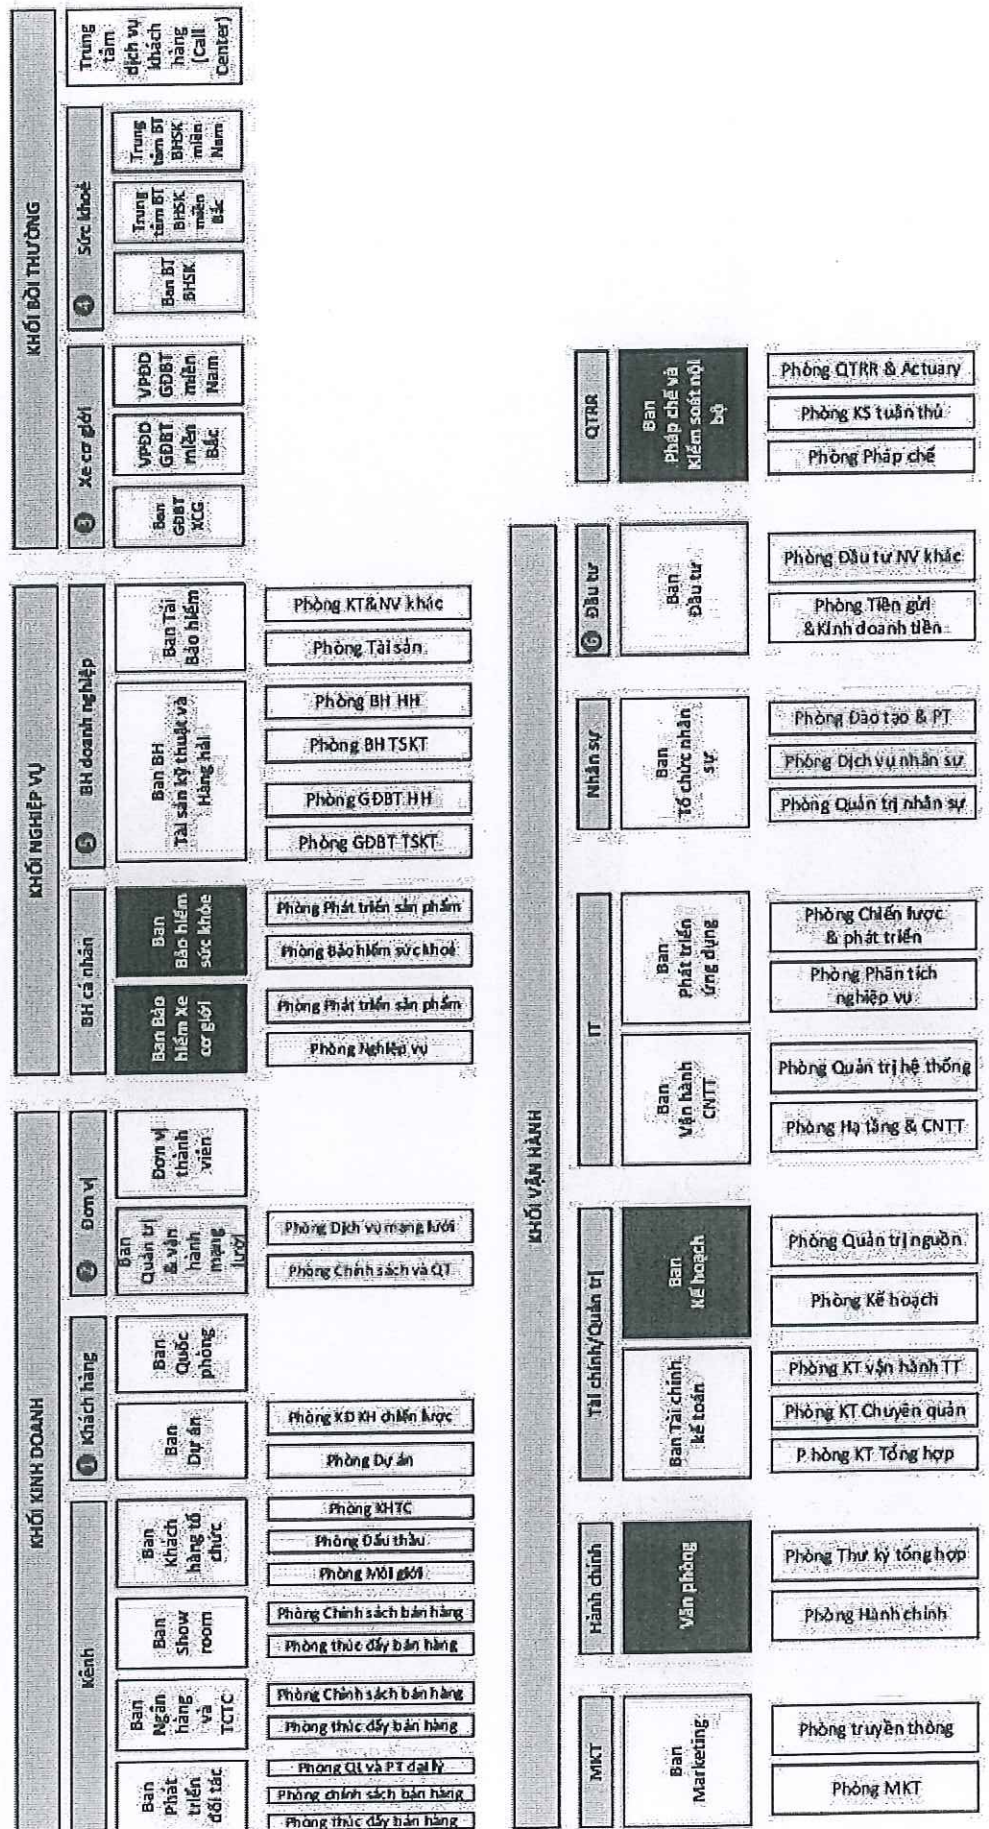 KHỐI KINH DOANH
Kênh
Ban
Phát
triển
đối tác
Phòng thúc đẩy bán hàng
Phòng chính sách bán hàng
Phòng QL và PT đại lý
Ban
Ngân
hàng
và
TCTC
Phòng thúc đẩy bán hàng
Phòng Chính sách bán hàng
Ban
Show
room
Phòng thúc đẩy bán hàng
Phòng Chính sách bán hàng
Ban
Khách
hàng tổ
chức
Phòng Môi giới
Phòng Đấu thầu
Phòng KHTC
1 Khách hàng
Ban
Dự án
Phòng Dự án
Phòng KD KH chiến lược
Ban
Quốc
phòng
2 Đơn vị
Ban
Quản trị
& vận
hành
mạng
lưới
Phòng Chính sách và QT
Phòng Dịch vụ mạng lưới
Đơn vị
thành
viên
KHỐI NGHIỆP VỤ
BH cá nhân
Ban Bảo
hiểm Xe
cơ giới
Phòng Nghiệp vụ
Phòng Phát triển sản phẩm
Ban
Bảo hiểm
sức khỏe
Phòng Bảo hiểm sức khoẻ
Phòng Phát triển sản phẩm
5 BH doanh nghiệp
Ban BH
Tài sản kỹ thuật và
Hàng hải
Phòng GĐBT TSKT
Phòng GĐBT HH
Phòng BH TSKT
Phòng BH HH
Ban Tái
Bảo hiểm
Phòng Tài sản
Phòng KT&NV khác
KHỐI BỒI THƯỜNG
3 Xe cơ giới
Ban
GĐBT
XCG
VPĐD
GĐBT
miền
Bắc
VPĐD
GĐBT
miền
Nam
4 Sức khoẻ
Ban BT
BHSK
Trung
tâm BT
BHSK
miền
Bắc
Trung
tâm BT
BHSK
miền
Nam
Trung
tâm
dịch vụ
khách
hàng
(Call
Center)
KHỐI VẬN HÀNH
MKT
Ban
Marketing
Phòng MKT
Phòng truyền thông
Hành chính
Văn phòng
Phòng Hành chính
Phòng Thư ký tổng hợp
Tài chính/Quản trị
Ban Tài chính
kế toán
Phòng KT Tổng hợp
Phòng KT Chuyên quản
Phòng KT vận hành TT
Ban
Kế hoạch
Phòng Kế hoạch
Phòng Quản trị nguồn
IT
Ban
Vận hành
CNTT
Phòng Hạ tầng & CNTT
Phòng Quản trị hệ thống
Ban
Phát triển
ứng dụng
Phòng Phân tích
nghiệp vụ
Phòng Chiến lược
& phát triển
Nhân sự
Ban
Tổ chức nhân
sự
Phòng Quản trị nhân sự
Phòng Dịch vụ nhân sự
Phòng Đào tạo & PT
6 Đầu tư
Ban
Đầu tư
Phòng Tiền gửi
&Kinh doanh tiền
Phòng Đầu tư NV khác
QTRR
Ban
Pháp chế và
Kiểm soát nội
bộ
Phòng Pháp chế
Phòng KS tuân thủ
Phòng QTRR & Actuary